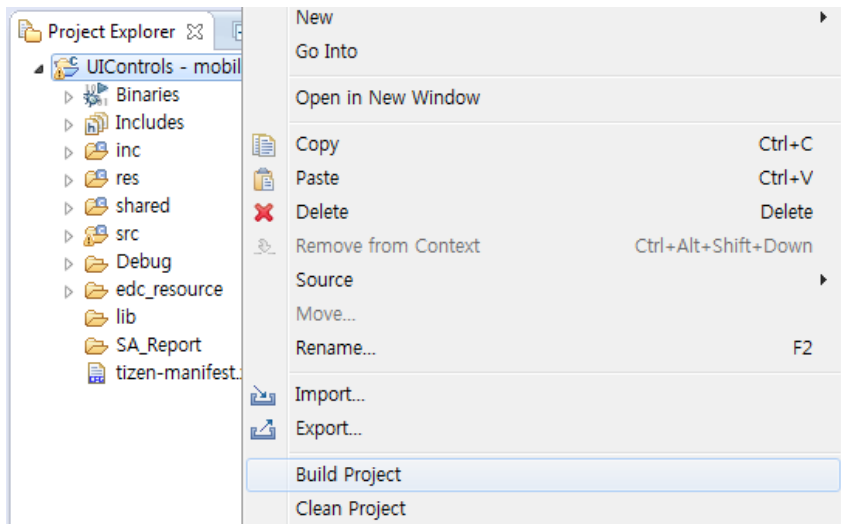 Project Explorer
UIControls - mobil
Binaries
Includes
inc
res
shared
src
Debug
edc_resource
lib
SA_Report
tizen-manifest.
New
Go Into
Open in New Window
Copy Ctrl+C
Paste Ctrl+V
Delete Delete
Remove from Context Ctrl+Alt+Shift+Down
Source
Move...
Rename... F2
Import...
Export...
Build Project
Clean Project